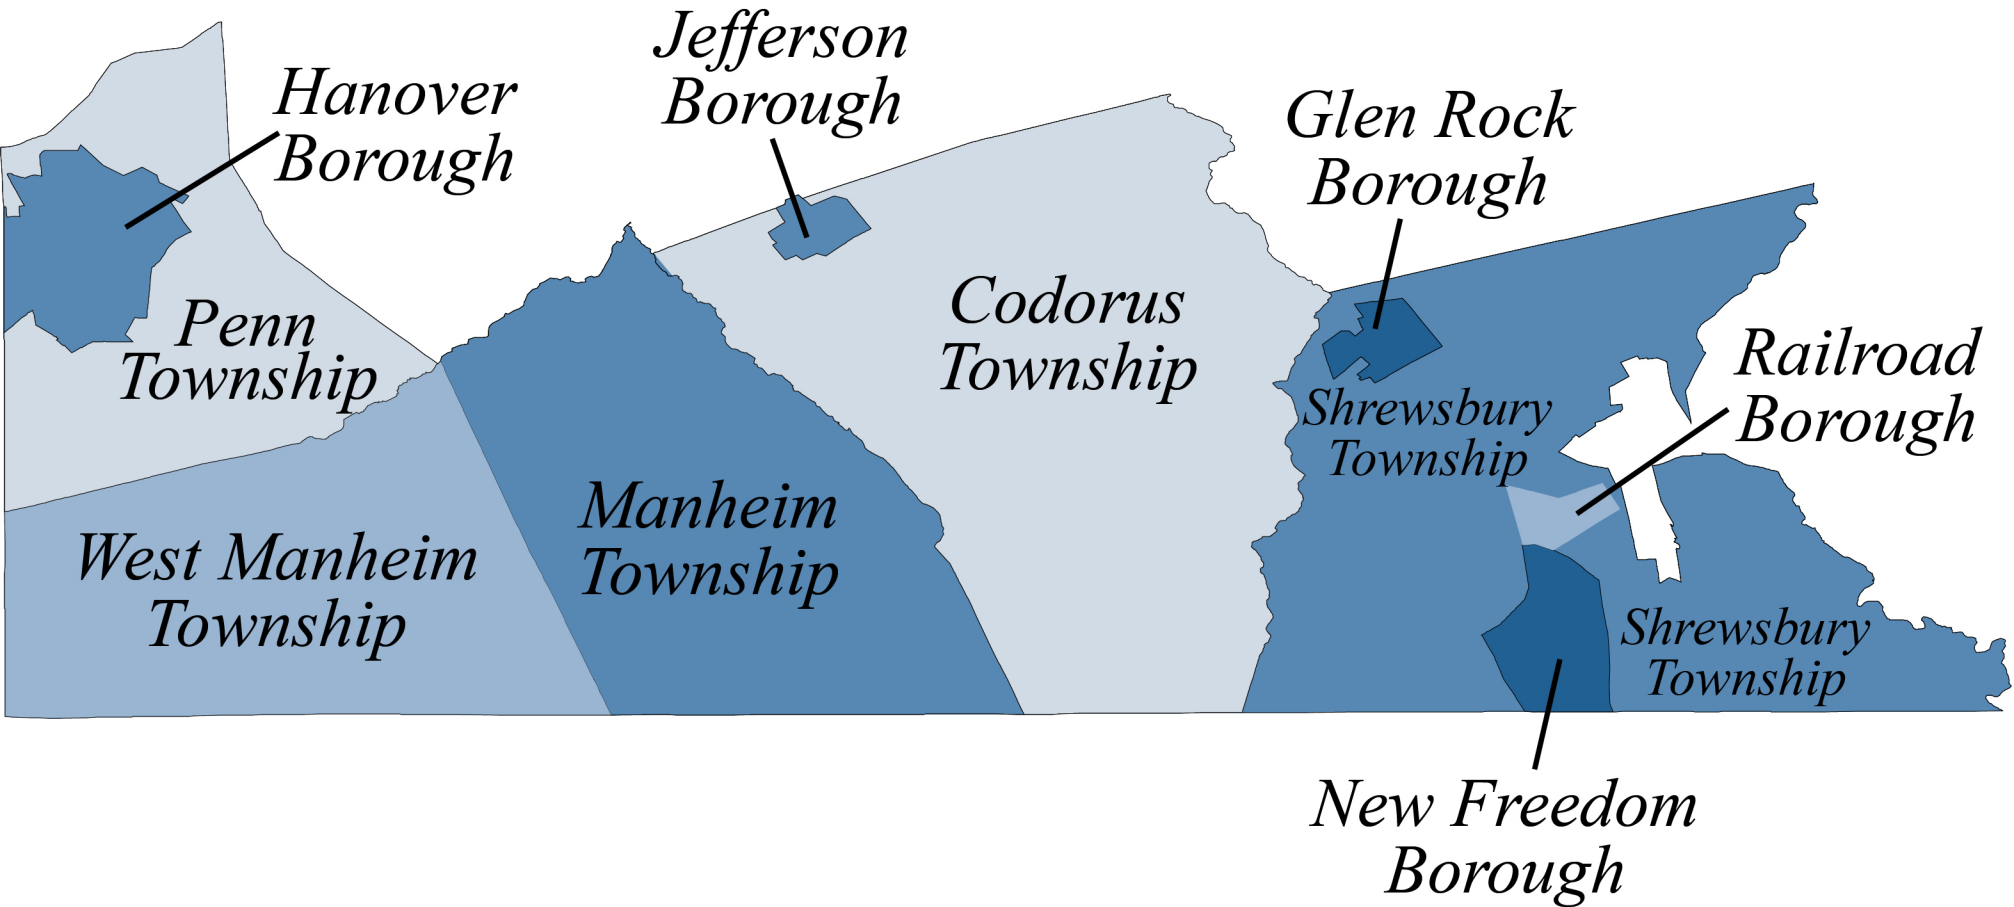 Hanover
Borough
Jefferson
Borough
Glen Rock
Borough
Penn
Township
Codorus
Township
Railroad
Borough
Shrewsbury
Township
West Manheim
Township
Manheim
Township
Shrewsbury
Township
New Freedom
Borough